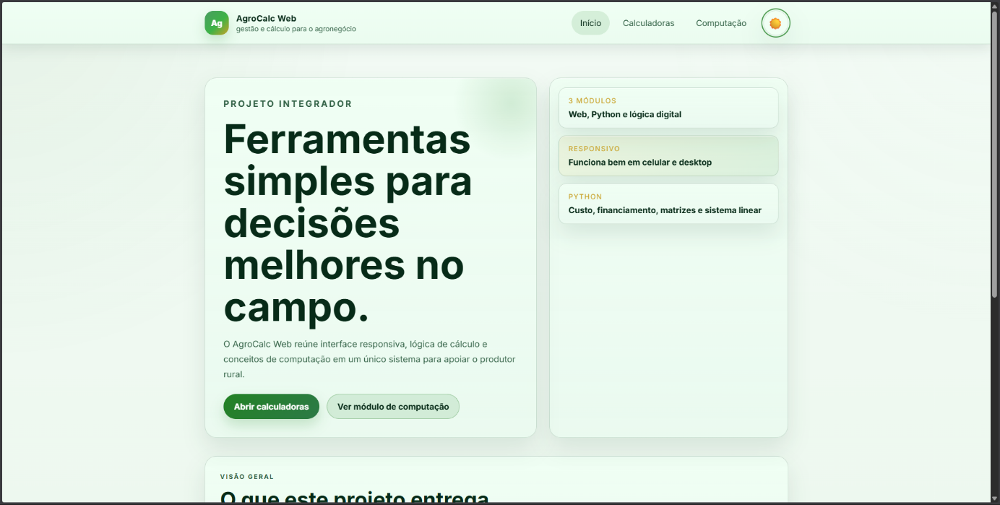 Ag
AgroCalc Web
gestão e cálculo para o agronegócio
Início
Calculadoras
Computação
PROJETO INTEGRADOR
Ferramentas
simples para
decisões
melhores no
campo.
O AgroCalc Web reúne interface responsiva, lógica de cálculo e
conceitos de computação em um único sistema para apoiar o produtor
rural.
Abrir calculadoras
Ver módulo de computação
3 MÓDULOS
Web, Python e lógica digital
RESPONSIVO
Funciona bem em celular e desktop
PYTHON
Custo, financiamento, matrizes e sistema linear
VISÃO GERAL
O que este projeto entrega